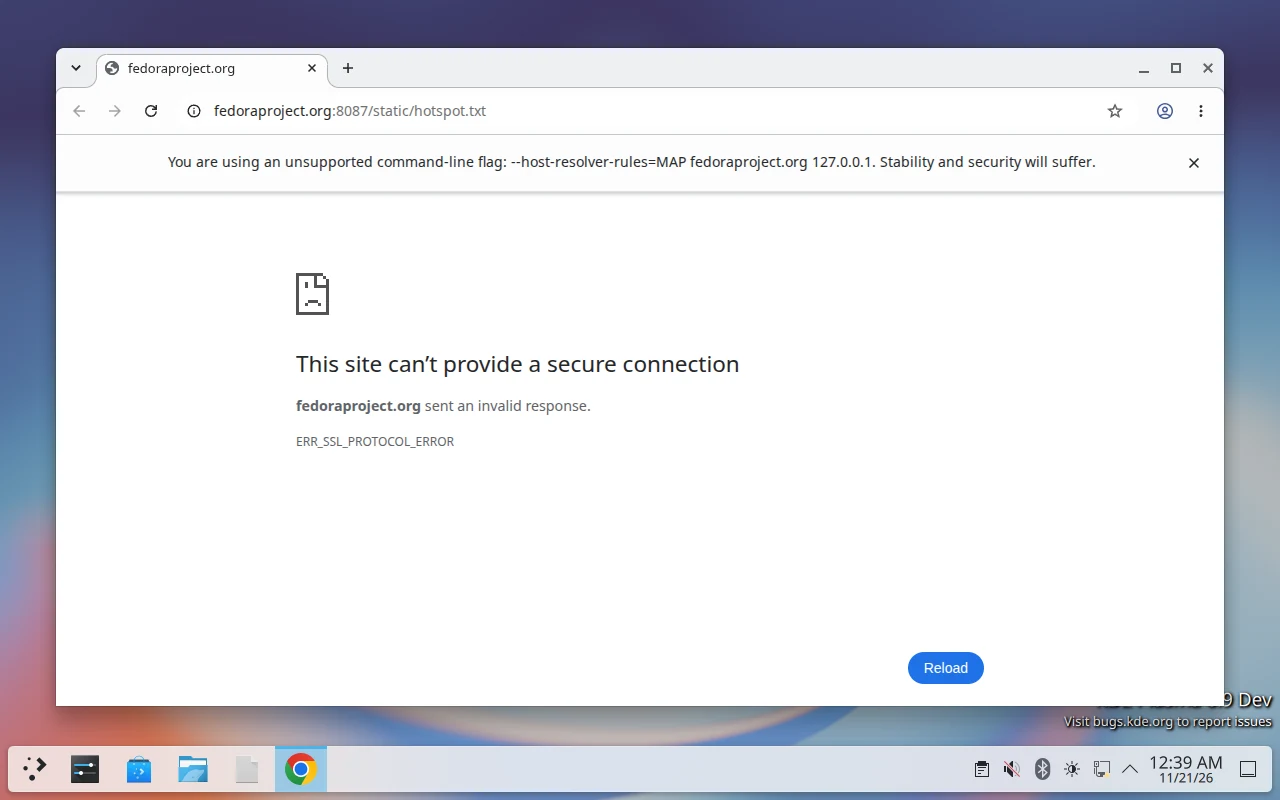 fedoraproject.org
fedoraproject.org:8087/static/hotspot.txt
You are using an unsupported command-line flag: --host-resolver-rules=MAP fedoraproject.org 127.0.0.1. Stability and security will suffer.
This site can’t provide a secure connection
fedoraproject.org sent an invalid response.
ERR_SSL_PROTOCOL_ERROR
Reload
9 Dev
Visit bugs.kde.org to report issues
12:39 AM
11/21/26